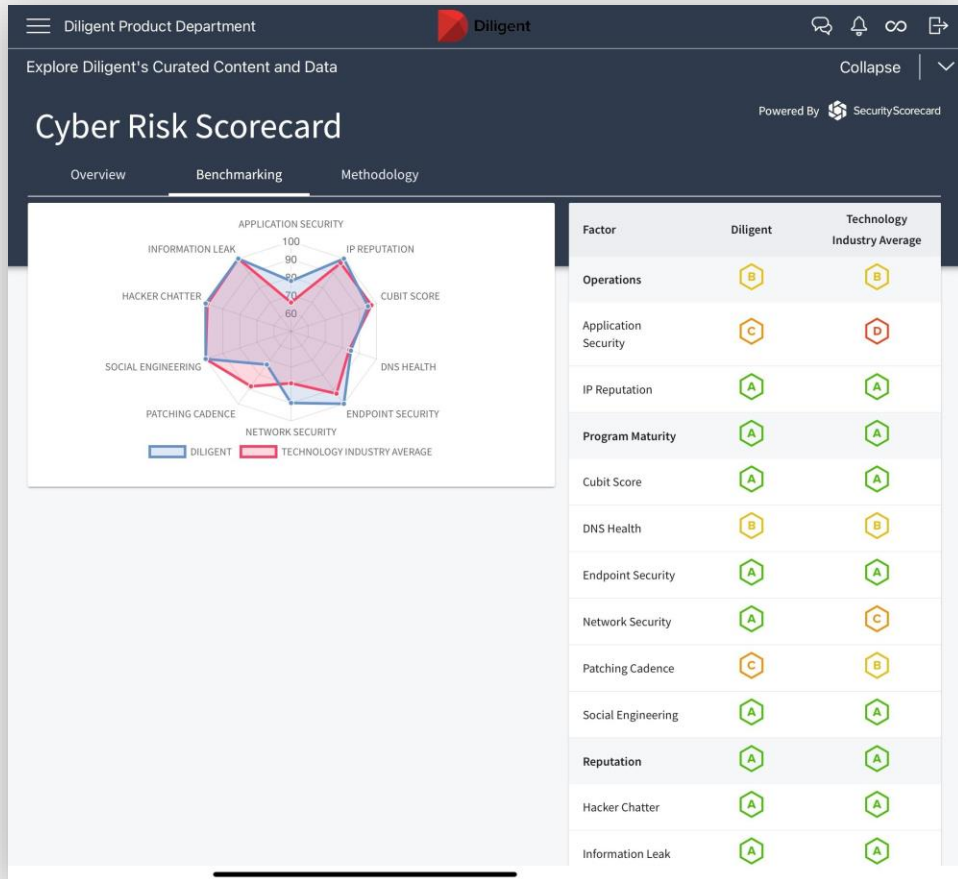 Diligent Product Department
Diligent
Explore Diligent's Curated Content and Data
Collapse
Cyber Risk Scorecard
Powered By SecurityScorecard
Overview
Benchmarking
Methodology
APPLICATION SECURITY
INFORMATION LEAK
IP REPUTATION
HACKER CHATTER
CUBIT SCORE
SOCIAL ENGINEERING
DNS HEALTH
PATCHING CADENCE
ENDPOINT SECURITY
NETWORK SECURITY
100
90
80
70
60
DILIGENT
TECHNOLOGY INDUSTRY AVERAGE
Factor
Diligent
Technology
Industry Average
Operations B B
Application
Security
C D
IP Reputation A A
Program Maturity A A
Cubit Score A A
DNS Health B B
Endpoint Security A A
Network Security A C
Patching Cadence C B
Social Engineering A A
Reputation A A
Hacker Chatter A A
Information Leak A A